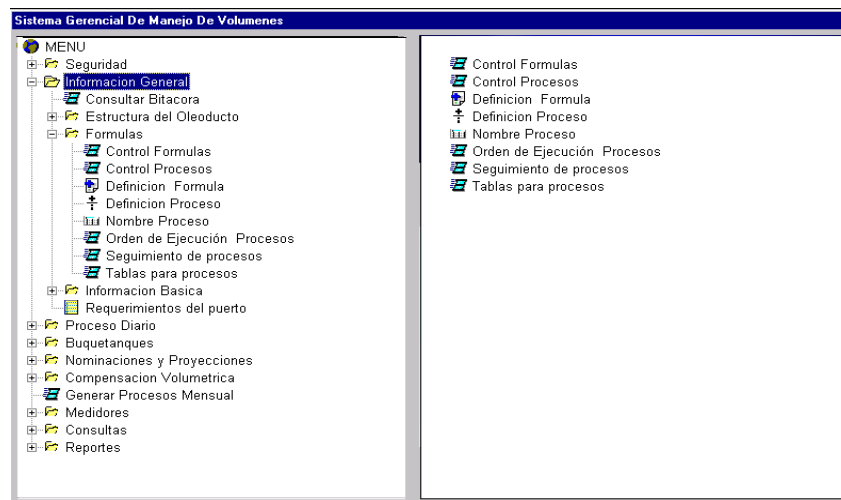 Sistema Gerencial De Manejo De Volumenes
MENU
Seguridad
Informacion General
Consultar Bitacora
Estructura del Oleoducto
Formulas
Control Formulas
Control Procesos
Definicion Formula
Definicion Proceso
Nombre Proceso
Orden de Ejecución Procesos
Seguimiento de procesos
Tablas para procesos
Informacion Basica
Requerimientos del puerto
Proceso Diario
Buquetanques
Nominaciones y Proyecciones
Compensacion Volumetrica
Generar Procesos Mensual
Medidores
Consultas
Reportes
Control Formulas
Control Procesos
Definicion Formula
Definicion Proceso
Nombre Proceso
Orden de Ejecución Procesos
Seguimiento de procesos
Tablas para procesos